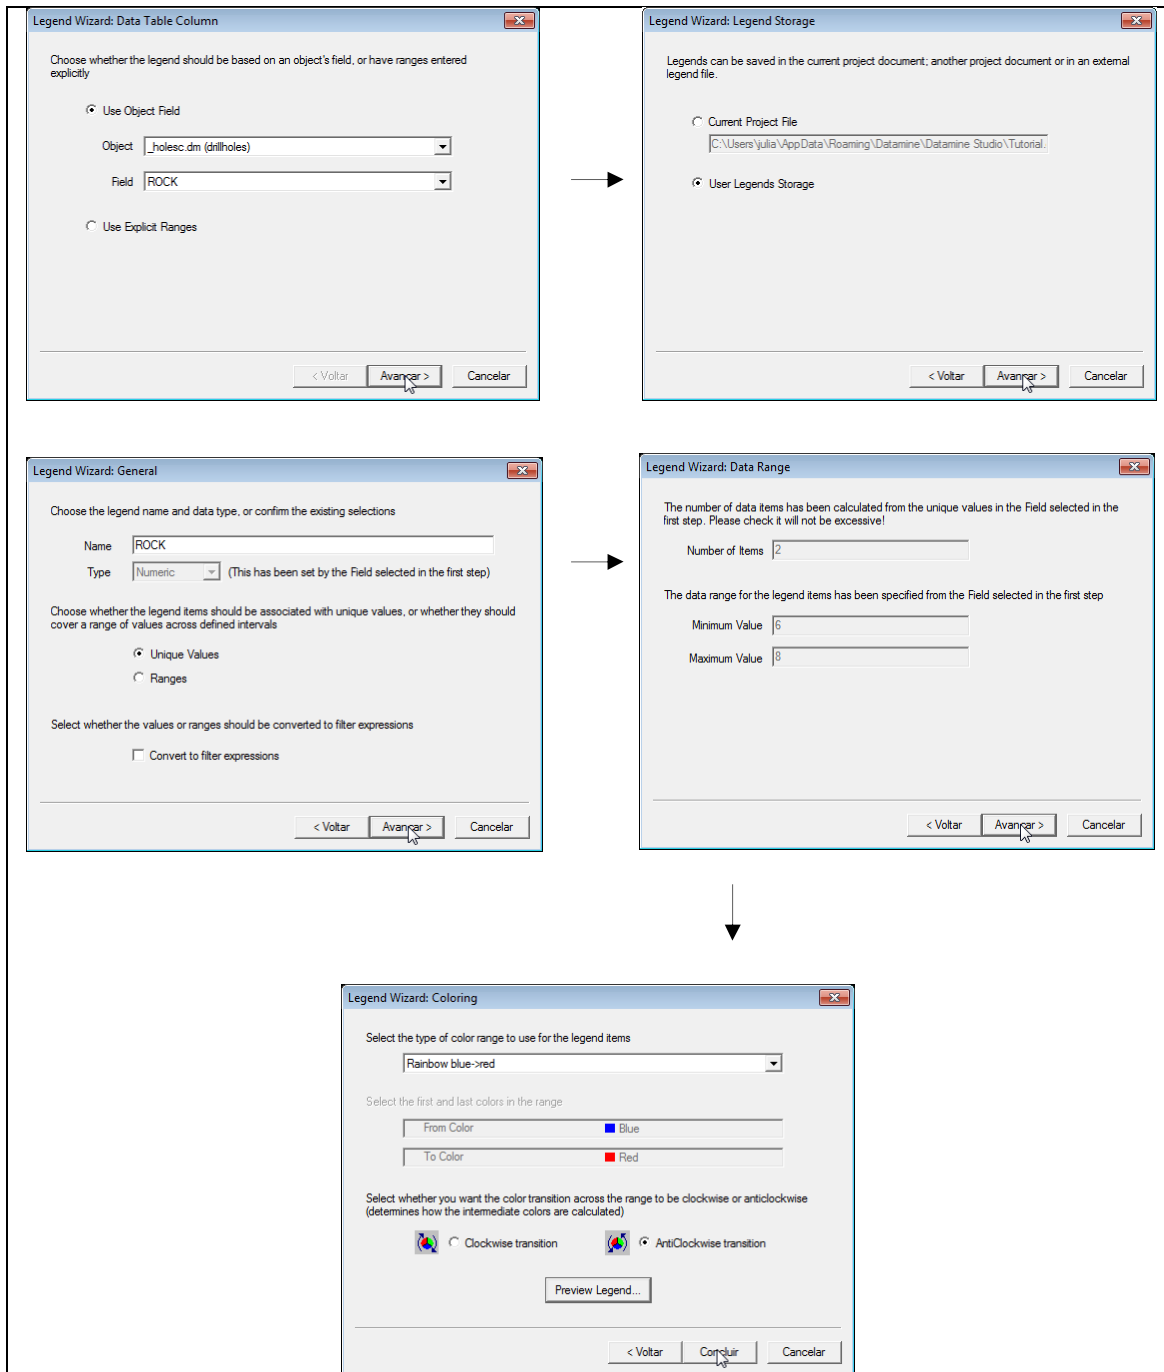 Legend Wizard: Data Table Column
Choose whether the legend should be based on an object's field, or have ranges entered
explicitly
Use Object Field
Object _holesc.dm (drillholes)
Field ROCK
Use Explicit Ranges
< Voltar Avançar > Cancelar
Legend Wizard: Legend Storage
Legends can be saved in the current project document; another project document or in an external
legend file.
Current Project File
C:\Users\julia\AppData\Roaming\Datamine\Datamine Studio\Tutorial.
User Legends Storage
< Voltar Avançar > Cancelar
Legend Wizard: General
Choose the legend name and data type, or confirm the existing selections
Name ROCK
Type Numeric (This has been set by the Field selected in the first step)
Choose whether the legend items should be associated with unique values, or whether they should
cover a range of values across defined intervals
Unique Values
Ranges
Select whether the values or ranges should be converted to filter expressions
Convert to filter expressions
< Voltar Avançar > Cancelar
Legend Wizard: Data Range
The number of data items has been calculated from the unique values in the Field selected in the
first step. Please check it will not be excessive!
Number of Items 2
The data range for the legend items has been specified from the Field selected in the first step
Minimum Value 6
Maximum Value 8
< Voltar Avançar > Cancelar
Legend Wizard: Coloring
Select the type of color range to use for the legend items
Rainbow blue->red
Select the first and last colors in the range
From Color Blue
To Color Red
Select whether you want the color transition across the range to be clockwise or anticlockwise
(determines how the intermediate colors are calculated)
Clockwise transition AntiClockwise transition
Preview Legend...
< Voltar Concluir Cancelar